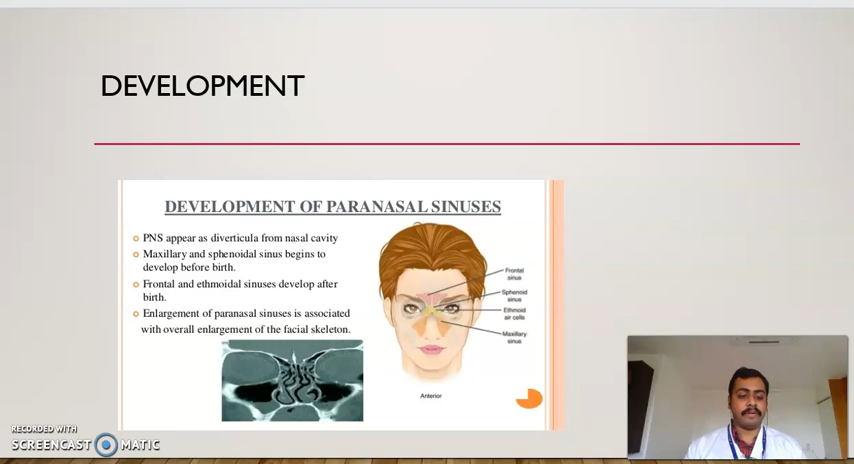 DEVELOPMENT
DEVELOPMENT OF PARANASAL SINUSES
PNS appear as diverticula from nasal cavity
Maxillary and sphenoidal sinus begins to
develop before birth.
Frontal and ethmoidal sinuses develop after
birth.
Enlargement of paranasal sinuses is associated
with overall enlargement of the facial skeleton.
Frontal
sinus
Sphenoid
sinus
Ethmoid
air cells
Maxillary
sinus
Anterior
RECORDED WITH
SCREENCAST MATIC